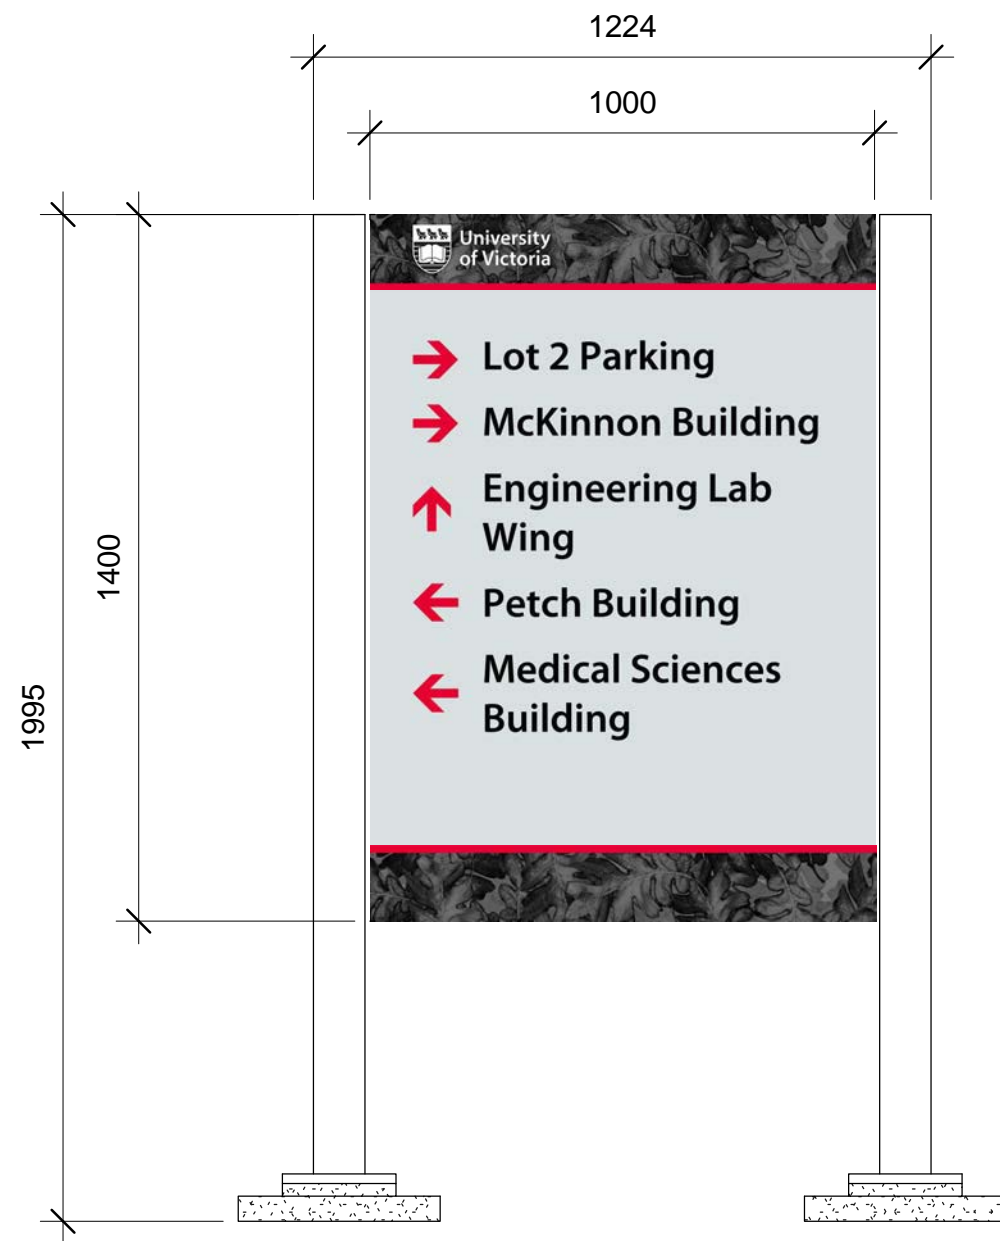 1224
1000
University
of Victoria
Lot 2 Parking
McKinnon Building
Engineering Lab
Wing
Petch Building
Medical Sciences
Building
1400
1995